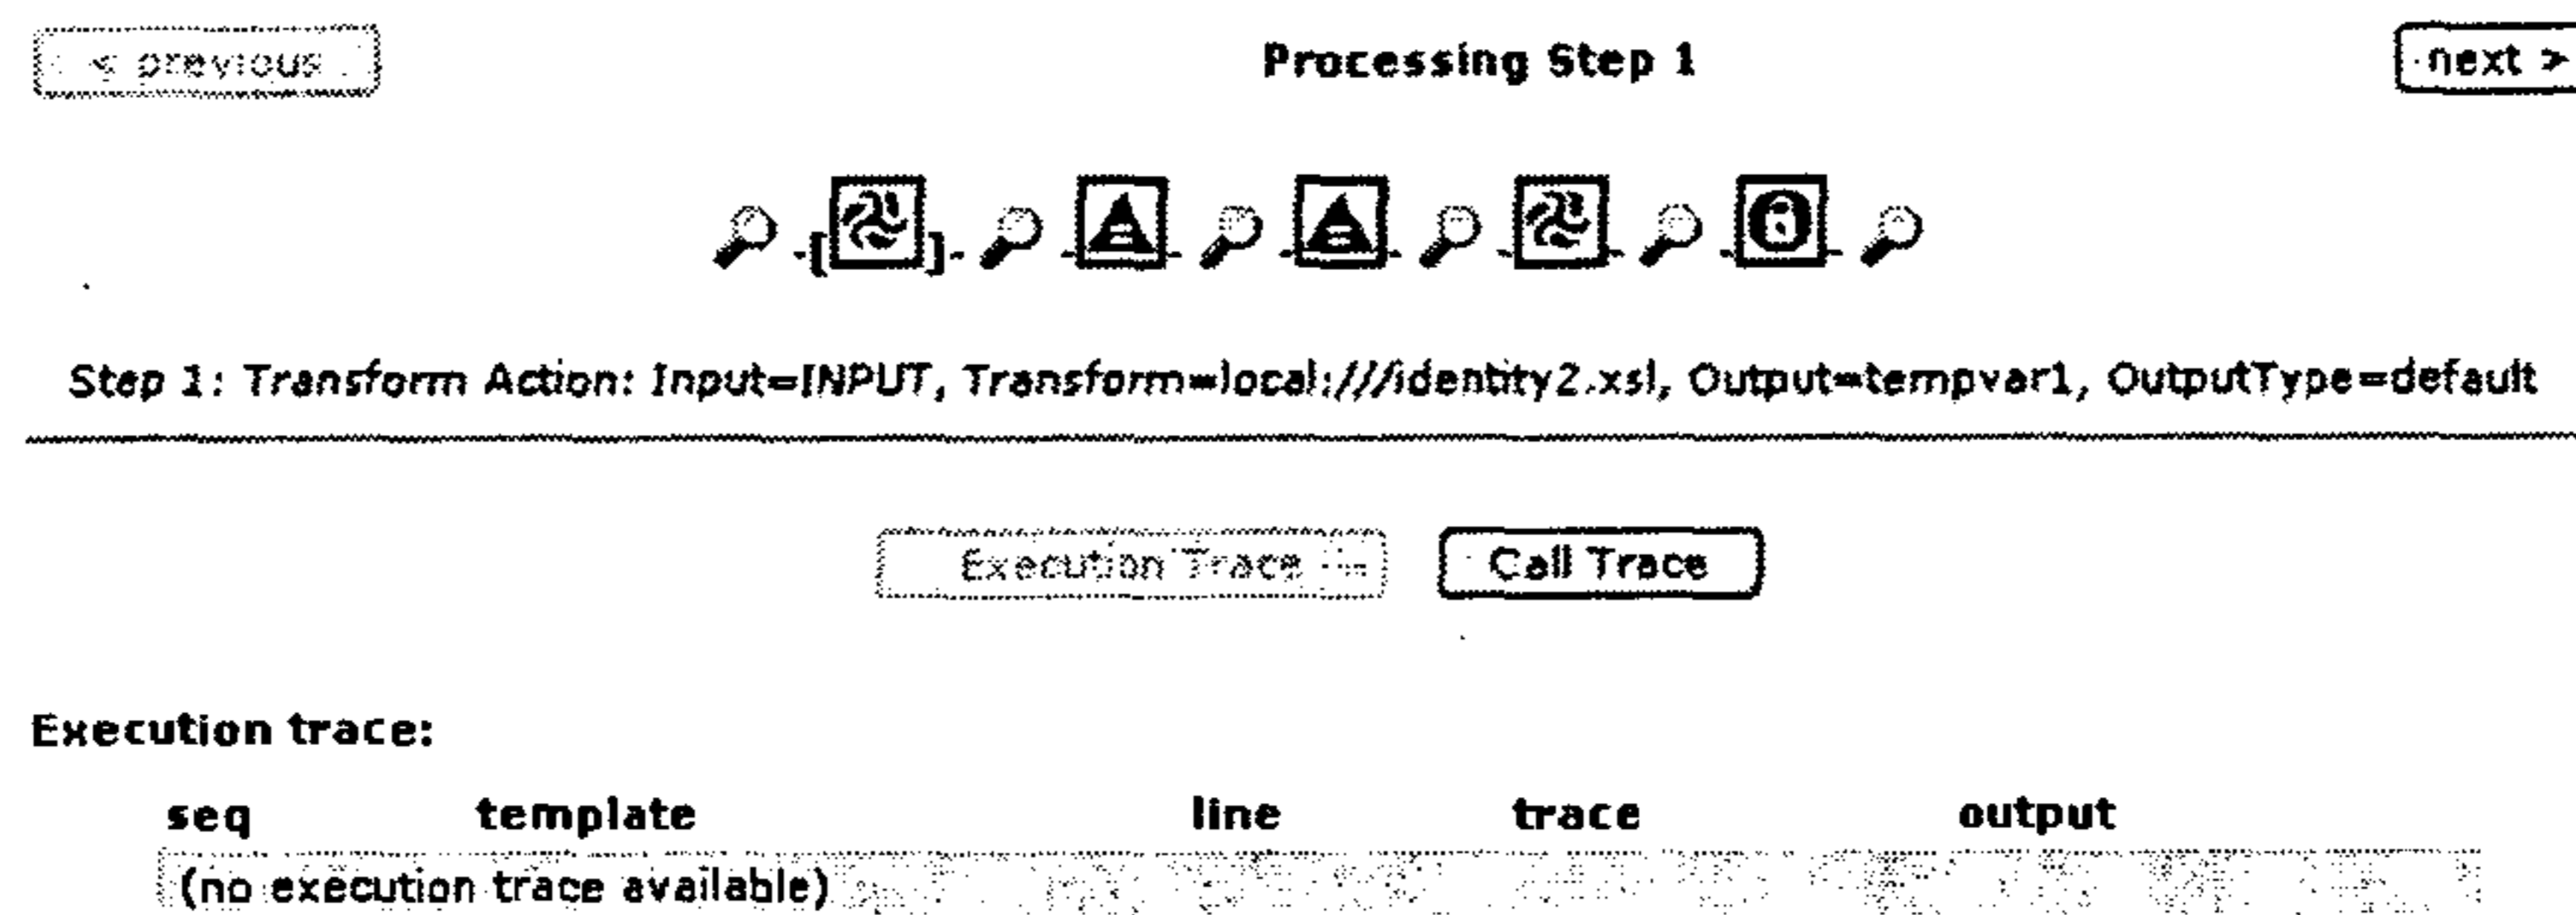 < previous
Processing Step 1
next >
Step 1: Transform Action: Input=INPUT, Transform=local:///identity2.xsl, Output=tempvar1, OutputType=default
Execution Trace
Call Trace
Execution trace:
seq template line trace output
(no execution trace available)